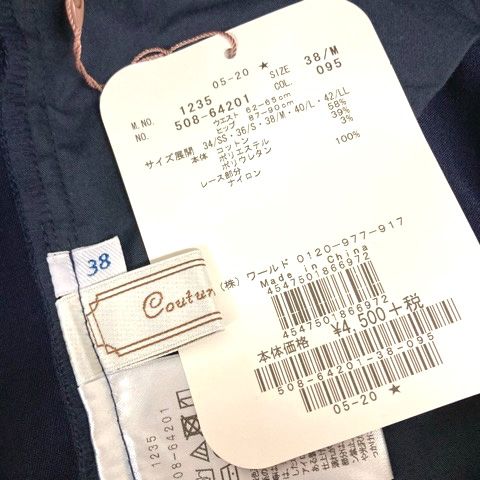 05-20 ★
SIZE 38/M
M.NO. 1235 COL. 095
NO. 508-64201
ウエスト 62-65cm
ヒップ 87-90cm
サイズ展開 34/SS・36/S・38/M・40/L・42/LL
本体 コットン 58%
ポリエステル 39%
ポリウレタン 3%
レース部分
ナイロン 100%
(株)ワールド 0120-977-917
Made in China
4547501866972
4547501866972
本体価格 ¥4,500+税
508-64201-38-095
05-20 ★
38
Coutur
1235
508-64201